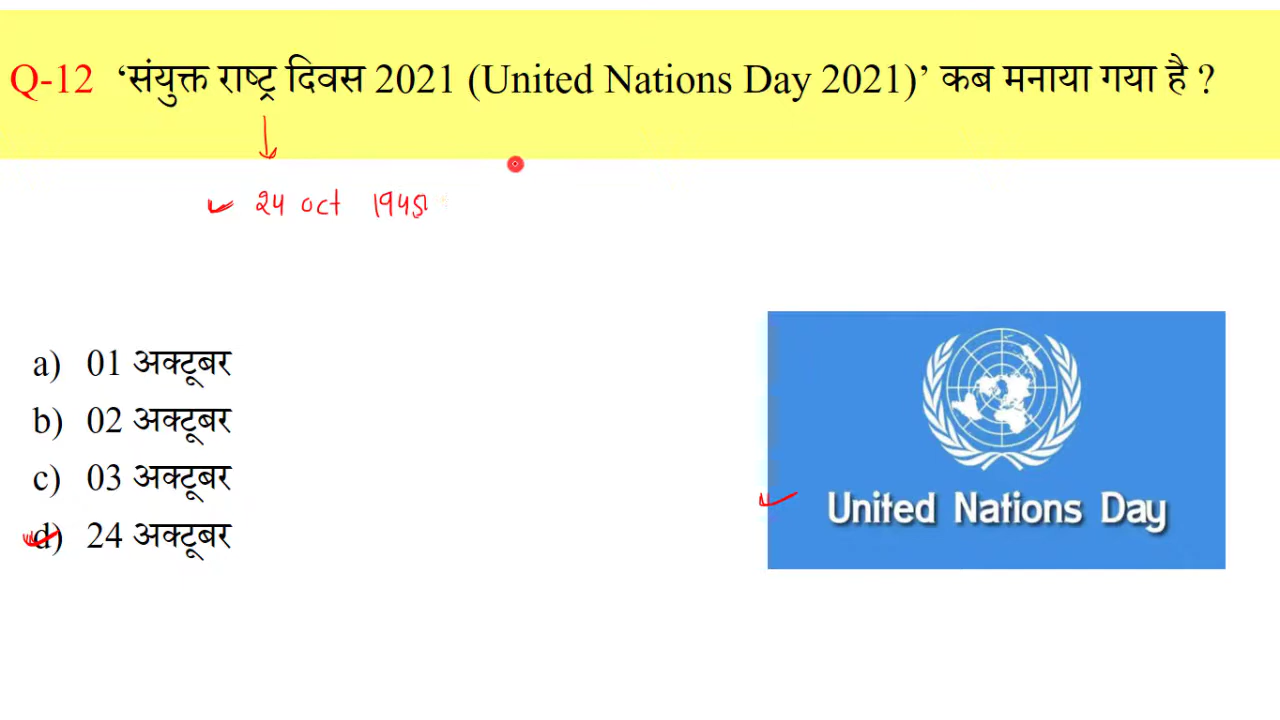 Q-12 ‘संयुक्त राष्ट्र दिवस 2021 (United Nations Day 2021)’ कब मनाया गया है ?
24 oct 1945
a) 01 अक्टूबर
b) 02 अक्टूबर
c) 03 अक्टूबर
d) 24 अक्टूबर
United Nations Day